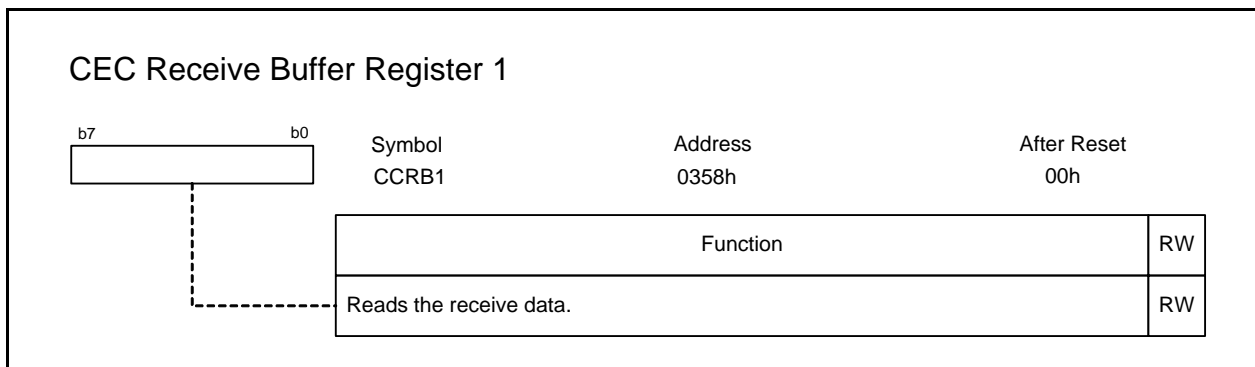 CEC Receive Buffer Register 1
b7 b0
Symbol Address After Reset
CCRB1 0358h 00h
Function RW
Reads the receive data. RW